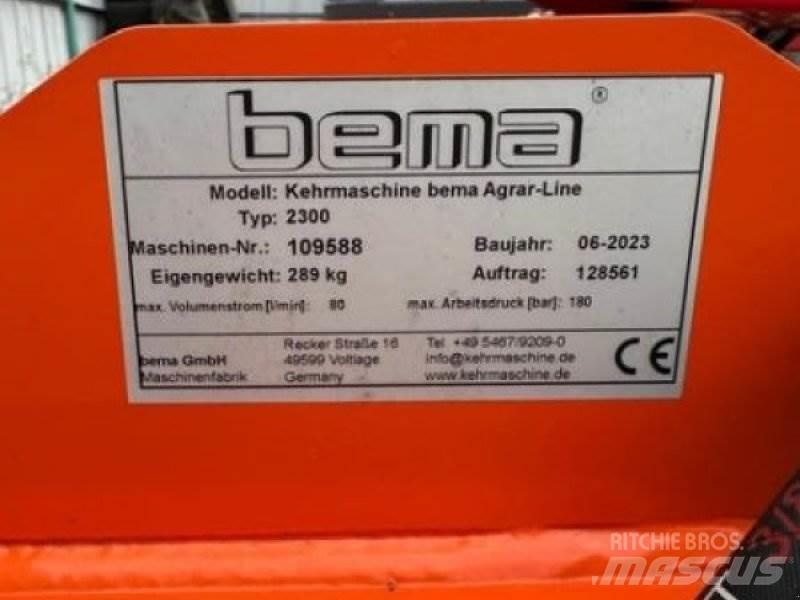 bema ®
Modell: Kehrmaschine bema Agrar-Line
Typ: 2300
Maschinen-Nr.: 109588 Baujahr: 06-2023
Eigengewicht: 289 kg Auftrag: 128561
max. Volumenstrom [l/min]: 80 max. Arbeitsdruck [bar]: 180
bema GmbH
Maschinenfabrik
Recker Straße 16
49599 Voltlage
Germany
Tel +49 5467/9209-0
info@kehrmaschine.de
www.kehrmaschine.de
CE
RITCHIE BROS.
MASCUS